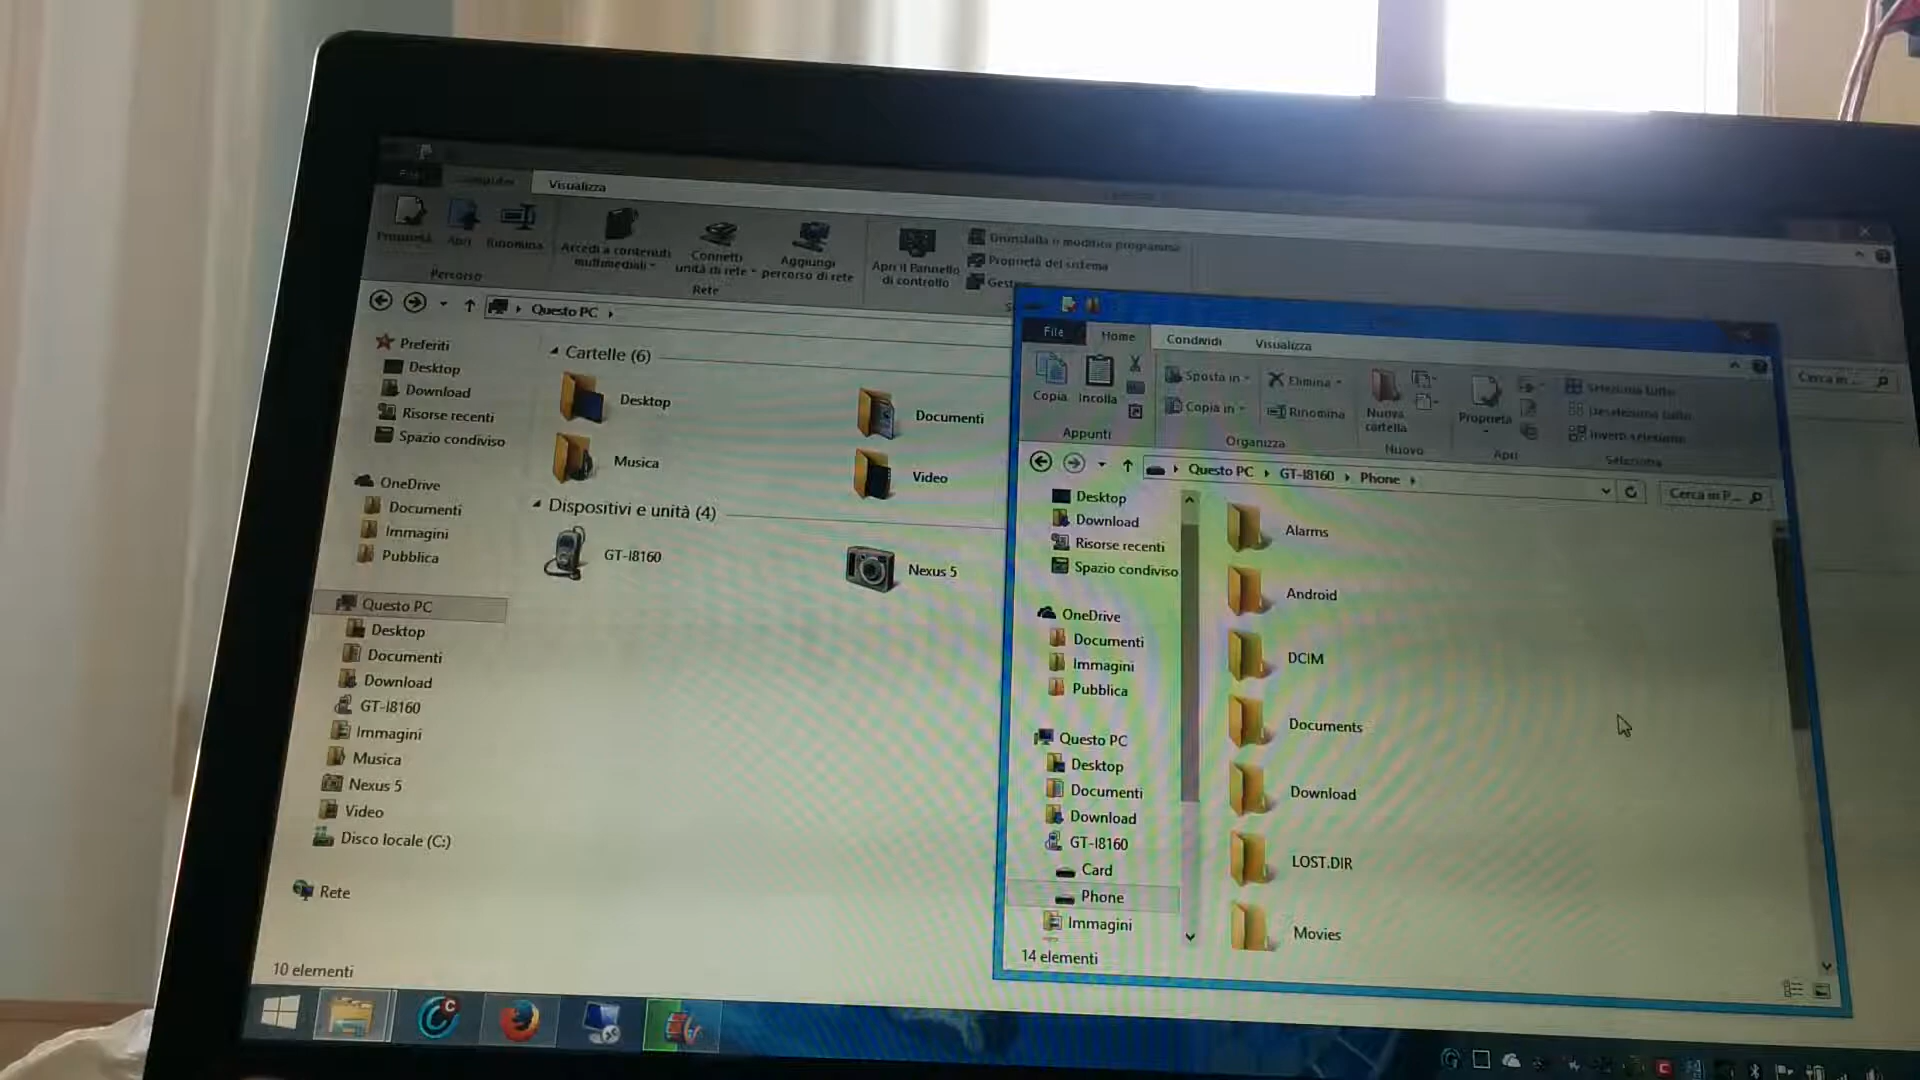 File
Computer
Visualizza
Proprietà
Apri
Rinomina
Accedi a contenuti
multimediali
Connetti
unità di rete
Aggiungi
percorso di rete
Apri il Pannello
di controllo
Disinstalla o modifica programma
Proprietà del sistema
Percorso
Rete
Questo PC
Preferiti
Desktop
Download
Risorse recenti
Spazio condiviso
OneDrive
Documenti
Immagini
Pubblica
Questo PC
Desktop
Documenti
Download
GT-I8160
Immagini
Musica
Nexus 5
Video
Disco locale (C:)
Rete
10 elementi
Cartelle (6)
Desktop
Documenti
Musica
Video
Dispositivi e unità (4)
GT-I8160
Nexus 5
File
Home
Condividi
Visualizza
Copia
Incolla
Sposta in
Copia in
Elimina
Rinomina
Nuova
cartella
Proprietà
Seleziona tutto
Deseleziona tutto
Inverti selezione
Appunti
Organizza
Nuovo
Apri
Seleziona
Questo PC
GT-I8160
Phone
Cerca in P...
Cerca in ...
Desktop
Download
Risorse recenti
Spazio condiviso
OneDrive
Documenti
Immagini
Pubblica
Questo PC
Desktop
Documenti
Download
GT-I8160
Card
Phone
Immagini
14 elementi
Alarms
Android
DCIM
Documents
Download
LOST.DIR
Movies